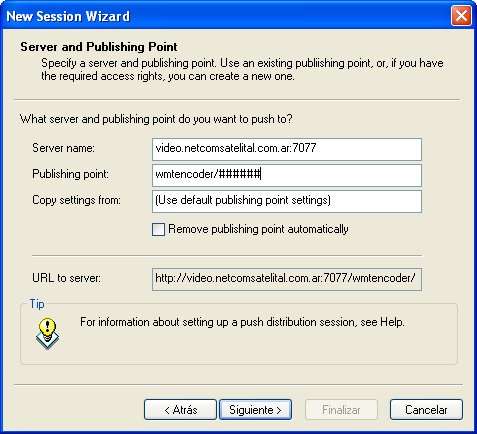 New Session Wizard
Server and Publishing Point
Specify a server and publishing point. Use an existing publiishing point, or, if you have
the required access rights, you can create a new one.
What server and publishing point do you want to push to?
Server name: video.netcomsatelital.com.ar:7077
Publishing point: wmtencoder/######
Copy settings from: (Use default publishing point settings)
Remove publishing point automatically
URL to server: http://video.netcomsatelital.com.ar:7077/wmtencoder/
Tip
For information about setting up a push distribution session, see Help.
< Atrás Siguiente > Finalizar Cancelar